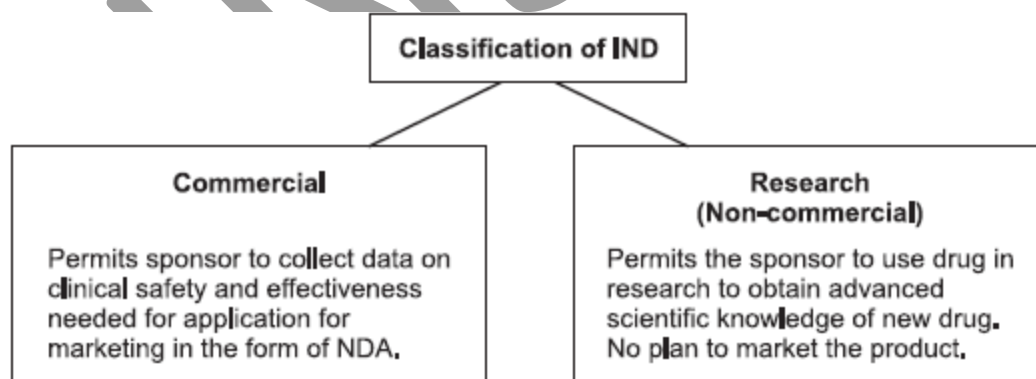 Classification of IND
Commercial
Permits sponsor to collect data on
clinical safety and effectiveness
needed for application for
marketing in the form of NDA.
Research
(Non-commercial)
Permits the sponsor to use drug in
research to obtain advanced
scientific knowledge of new drug.
No plan to market the product.